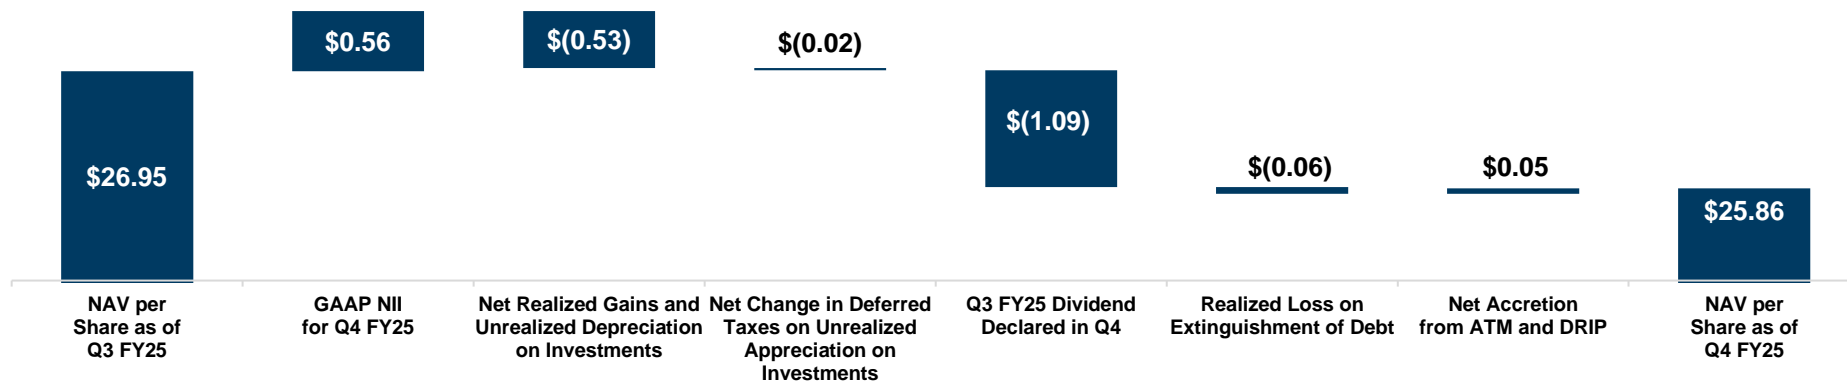 $26.95
$0.56
$(0.53)
$(0.02)
$(1.09)
$(0.06)
$0.05
$25.86
NAV per
Share as of
Q3 FY25
GAAP NII
for Q4 FY25
Net Realized Gains and
Unrealized Depreciation
on Investments
Net Change in Deferred
Taxes on Unrealized
Appreciation on
Investments
Q3 FY25 Dividend
Declared in Q4
Realized Loss on
Extinguishment of Debt
Net Accretion
from ATM and DRIP
NAV per
Share as of
Q4 FY25